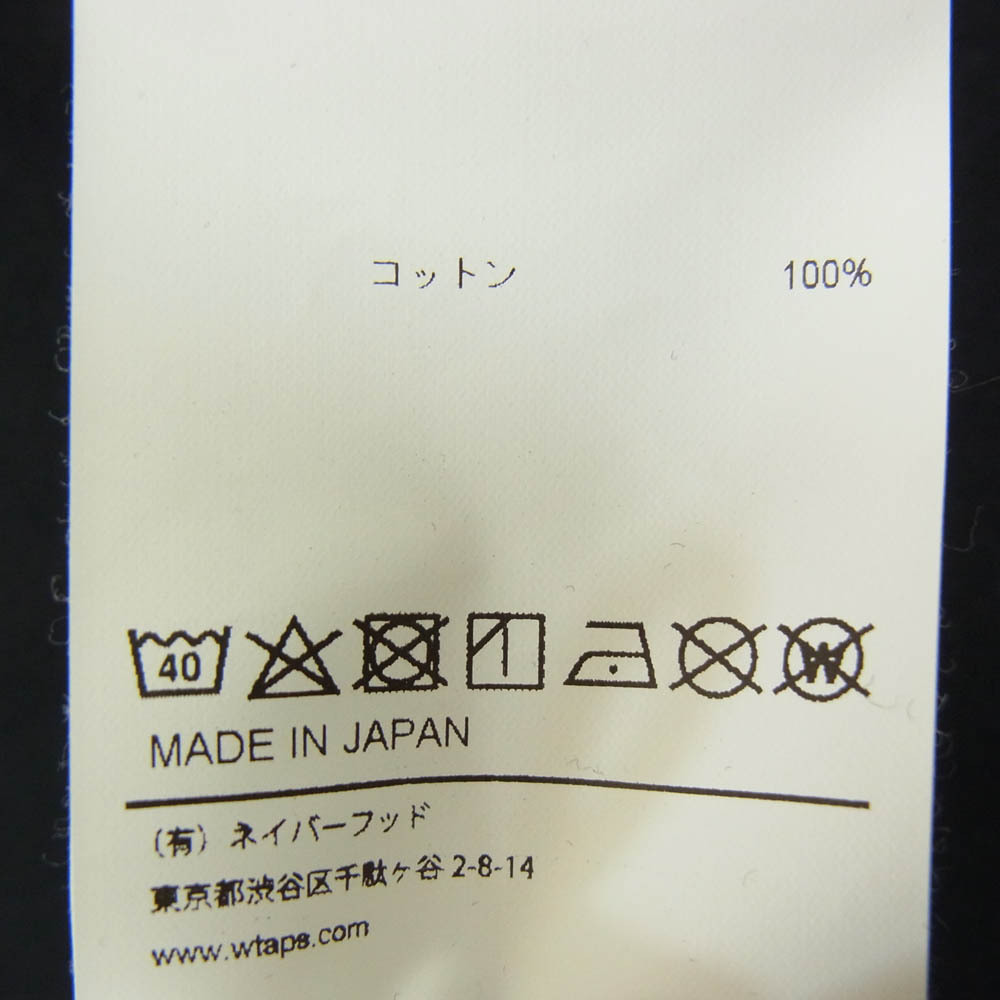 コットン 100%
40
W
MADE IN JAPAN
(有) ネイバーフッド
東京都渋谷区千駄ケ谷 2-8-14
www.wtaps.com